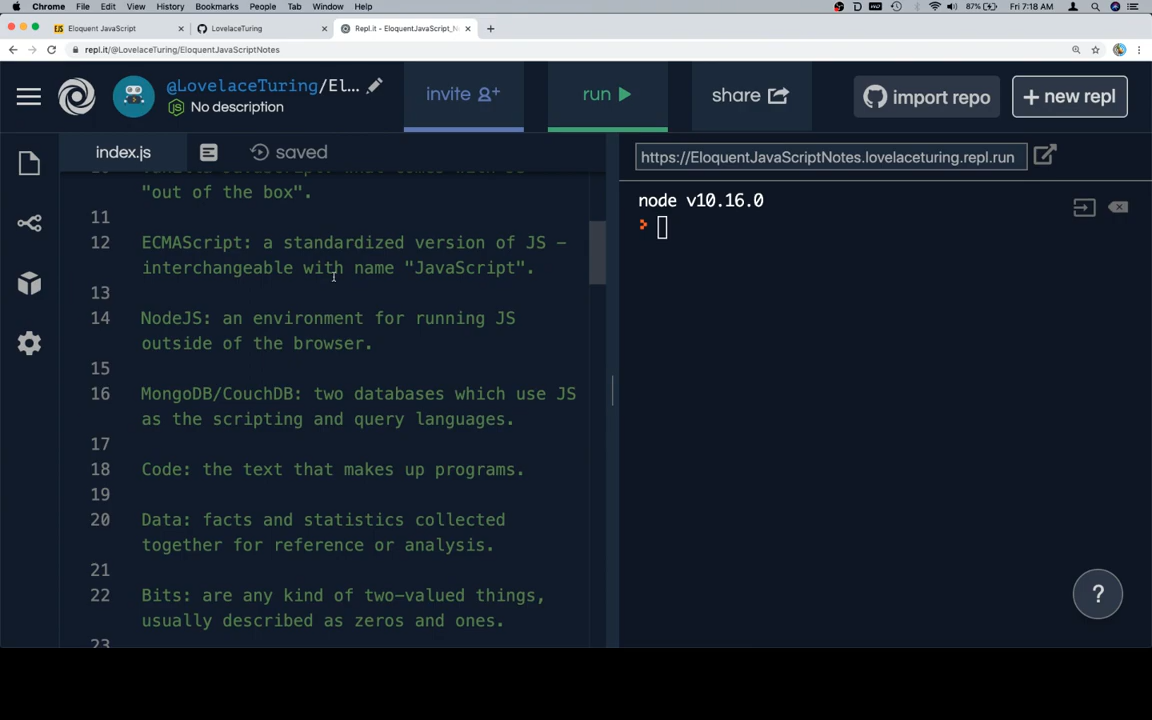 Chrome File Edit View History Bookmarks People Tab Window Help 87% Fri 7:18 AM
Eloquent JavaScript
LovelaceTuring
Repl.it - EloquentJavaScript_N
repl.it/@LovelaceTuring/EloquentJavaScriptNotes
@LovelaceTuring/El...
No description
invite
run
share
import repo
+ new repl
index.js
saved
https://EloquentJavaScriptNotes.lovelaceturing.repl.run
"out of the box".
11
12 ECMAScript: a standardized version of JS -
interchangeable with name "JavaScript".
13
14 NodeJS: an environment for running JS
outside of the browser.
15
16 MongoDB/CouchDB: two databases which use JS
as the scripting and query languages.
17
18 Code: the text that makes up programs.
19
20 Data: facts and statistics collected
together for reference or analysis.
21
22 Bits: are any kind of two-valued things,
usually described as zeros and ones.
23
node v10.16.0
?